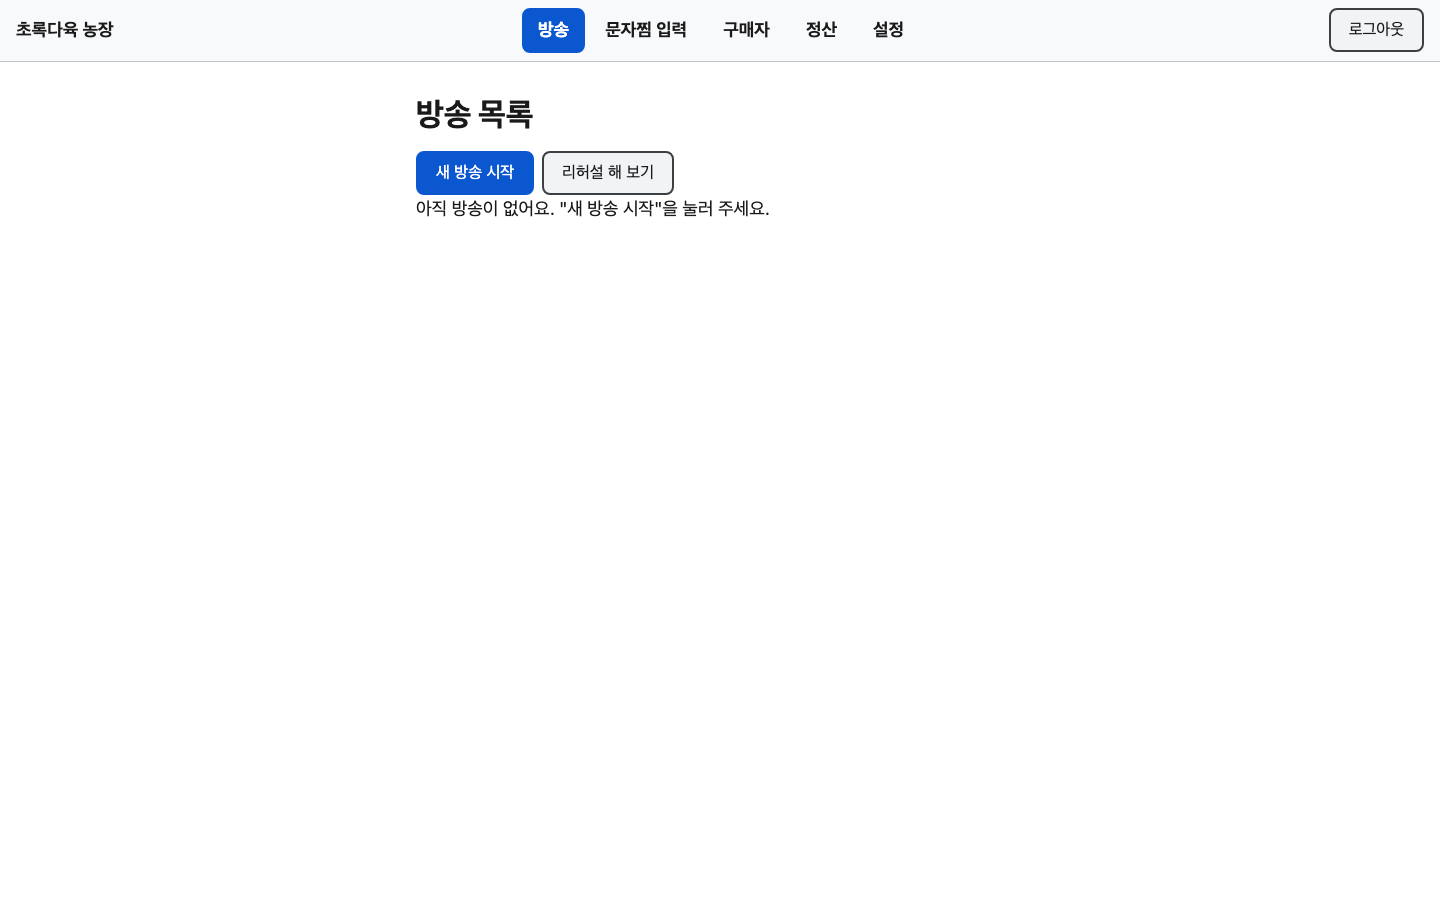 초록다육 농장
방송 문자찜 입력 구매자 정산 설정
로그아웃
방송 목록
새 방송 시작 리허설 해 보기
아직 방송이 없어요. "새 방송 시작"을 눌러 주세요.